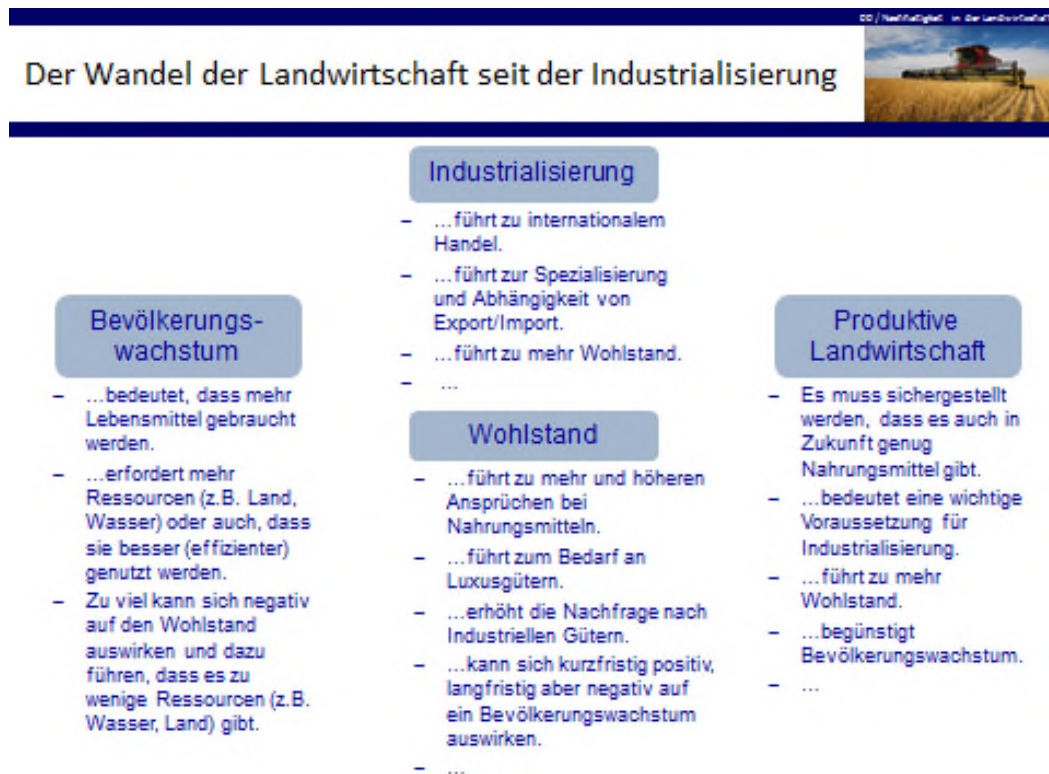 DD / Nachhaltigkeit in der Landwirtschaft
Der Wandel der Landwirtschaft seit der Industrialisierung
Industrialisierung
– …führt zu internationalem
Handel.
– …führt zur Spezialisierung
und Abhängigkeit von
Export/Import.
– …führt zu mehr Wohlstand.
– …
Bevölkerungs-
wachstum
– …bedeutet, dass mehr
Lebensmittel gebraucht
werden.
– …erfordert mehr
Ressourcen (z.B. Land,
Wasser) oder auch, dass
sie besser (effizienter)
genutzt werden.
– Zu viel kann sich negativ
auf den Wohlstand
auswirken und dazu
führen, dass es zu
wenige Ressourcen (z.B.
Wasser, Land) gibt.
Wohlstand
– …führt zu mehr und höheren
Ansprüchen bei
Nahrungsmitteln.
– …führt zum Bedarf an
Luxusgütern.
– …erhöht die Nachfrage nach
Industriellen Gütern.
– …kann sich kurzfristig positiv,
langfristig aber negativ auf
ein Bevölkerungswachstum
auswirken.
– …
Produktive
Landwirtschaft
– Es muss sichergestellt
werden, dass es auch in
Zukunft genug
Nahrungsmittel gibt.
– …bedeutet eine wichtige
Voraussetzung für
Industrialisierung.
– …führt zu mehr
Wohlstand.
– …begünstigt
Bevölkerungswachstum.
– …